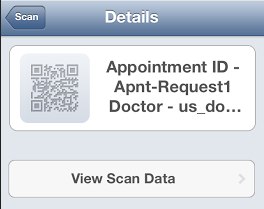 Scan
Details
Appointment ID -
Apnt-Request1
Doctor - us_do...
View Scan Data